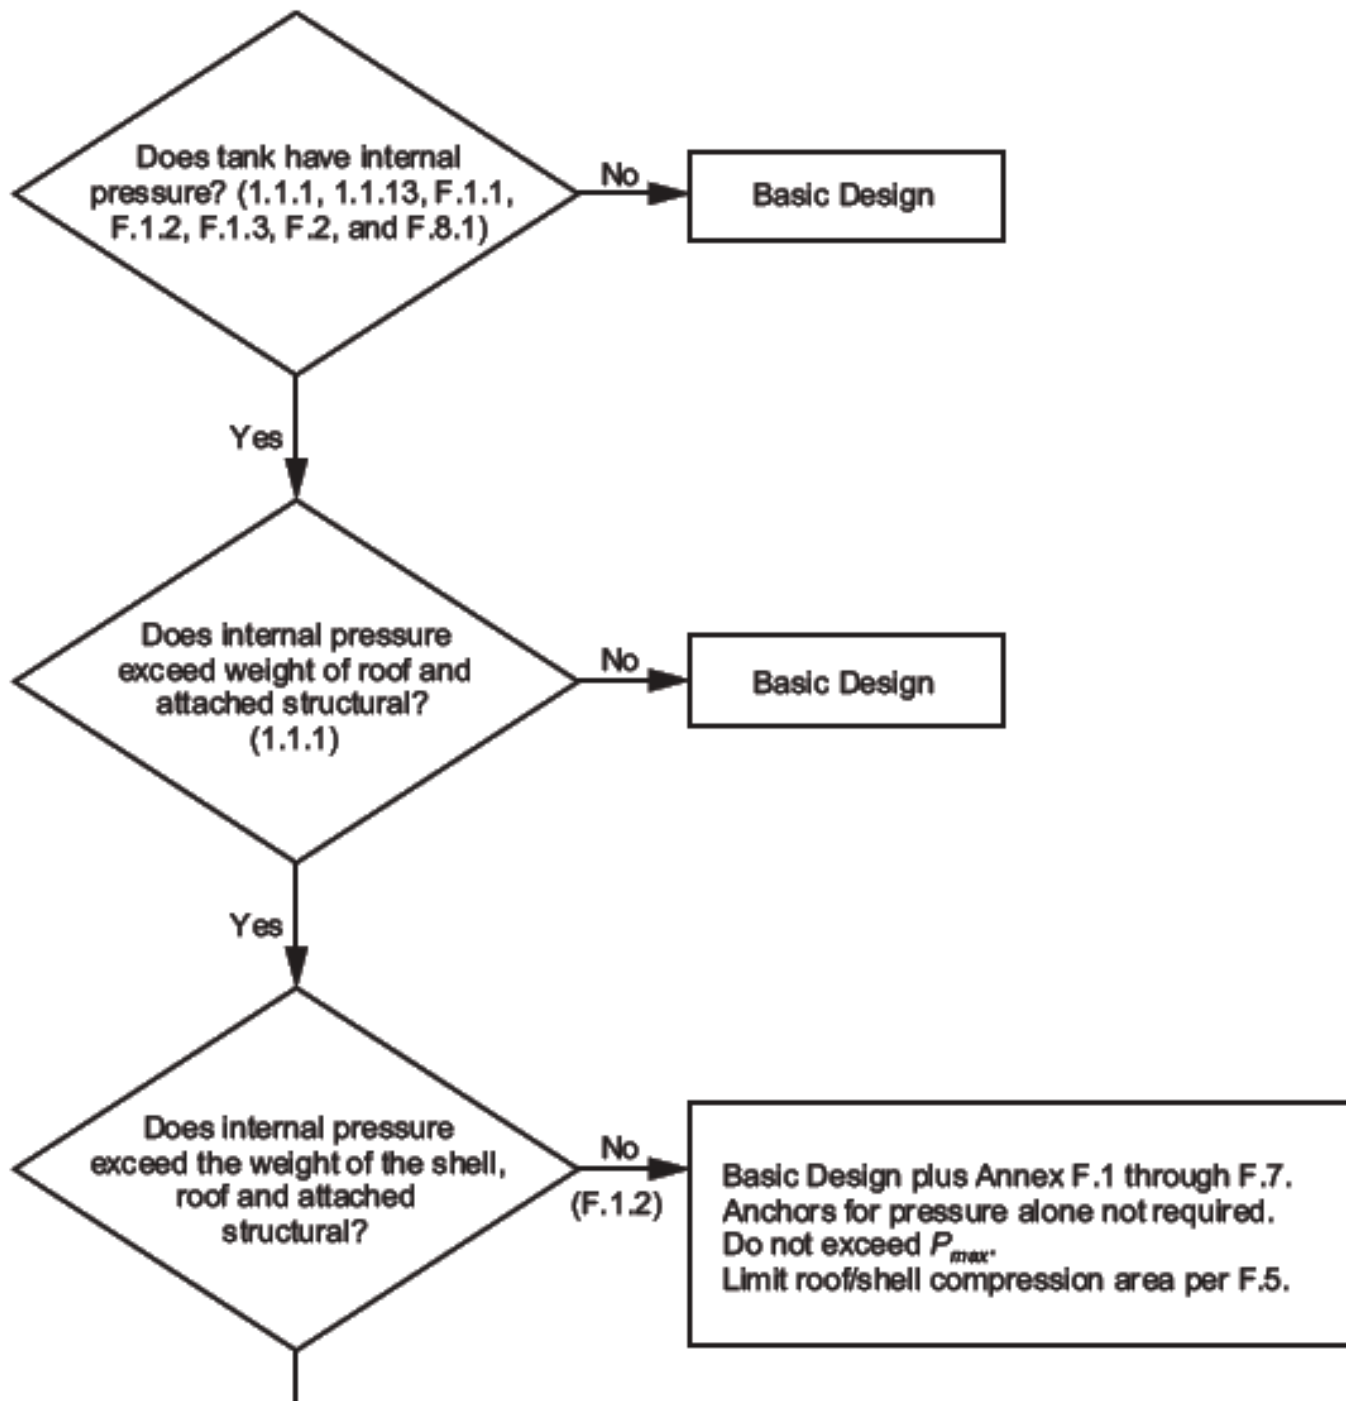 Does tank have internal
pressure? (1.1.1, 1.1.13, F.1.1,
F.1.2, F.1.3, F.2, and F.8.1)
No
Basic Design
Yes
Does internal pressure
exceed weight of roof and
attached structural?
(1.1.1)
No
Basic Design
Yes
Does internal pressure
exceed the weight of the shell,
roof and attached
structural?
No
(F.1.2)
Basic Design plus Annex F.1 through F.7.
Anchors for pressure alone not required.
Do not exceed Pmax.
Limit roof/shell compression area per F.5.